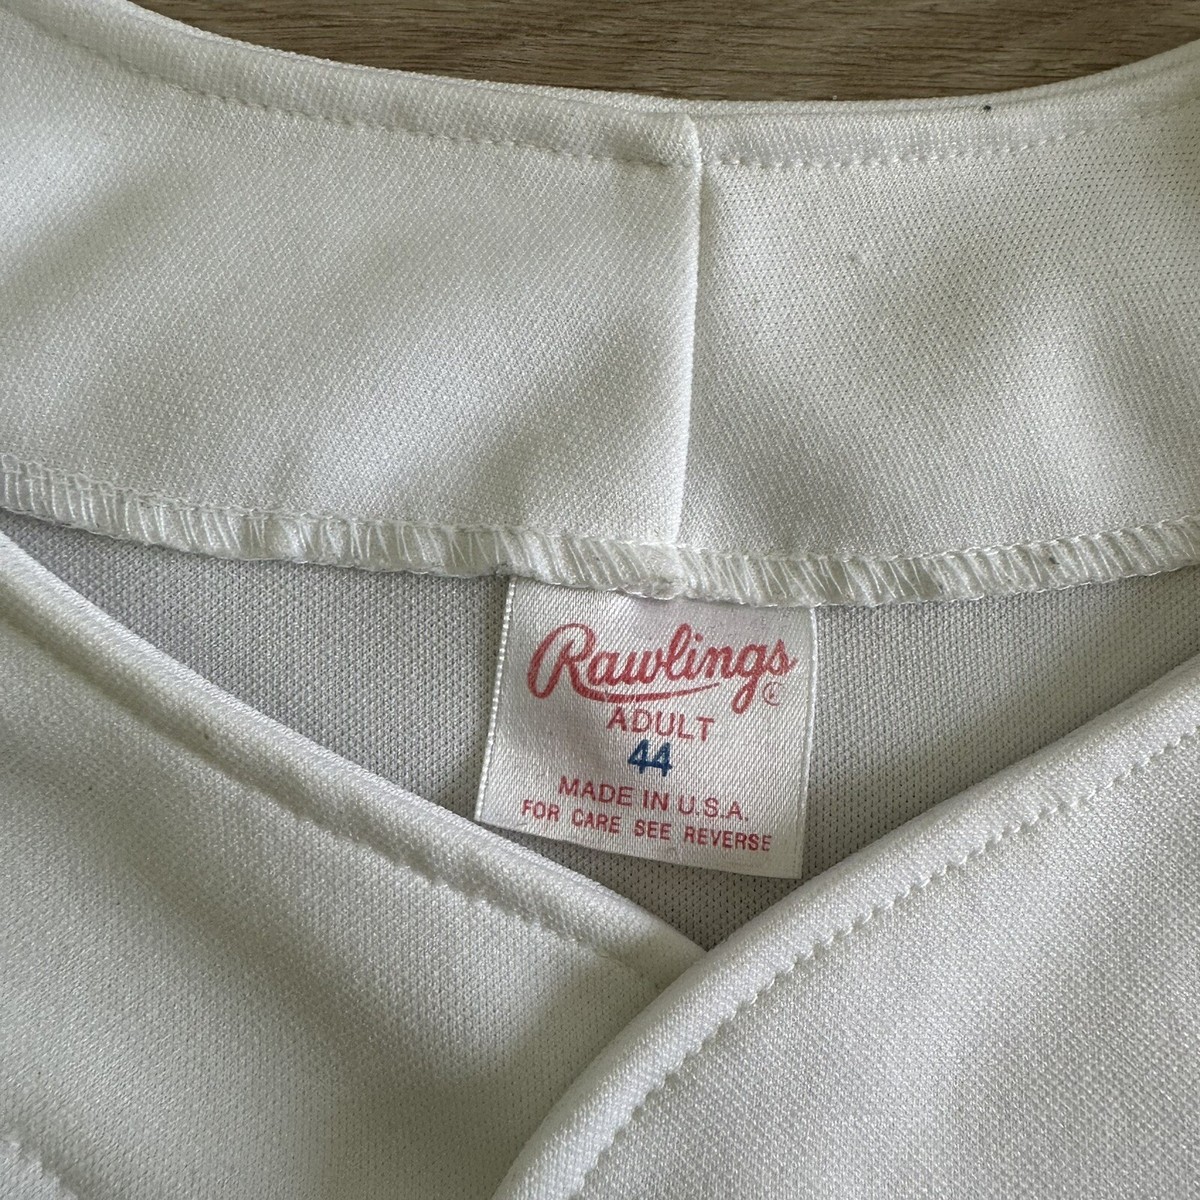 Rawlings
©
ADULT
44
MADE IN U.S.A.
FOR CARE SEE REVERSE